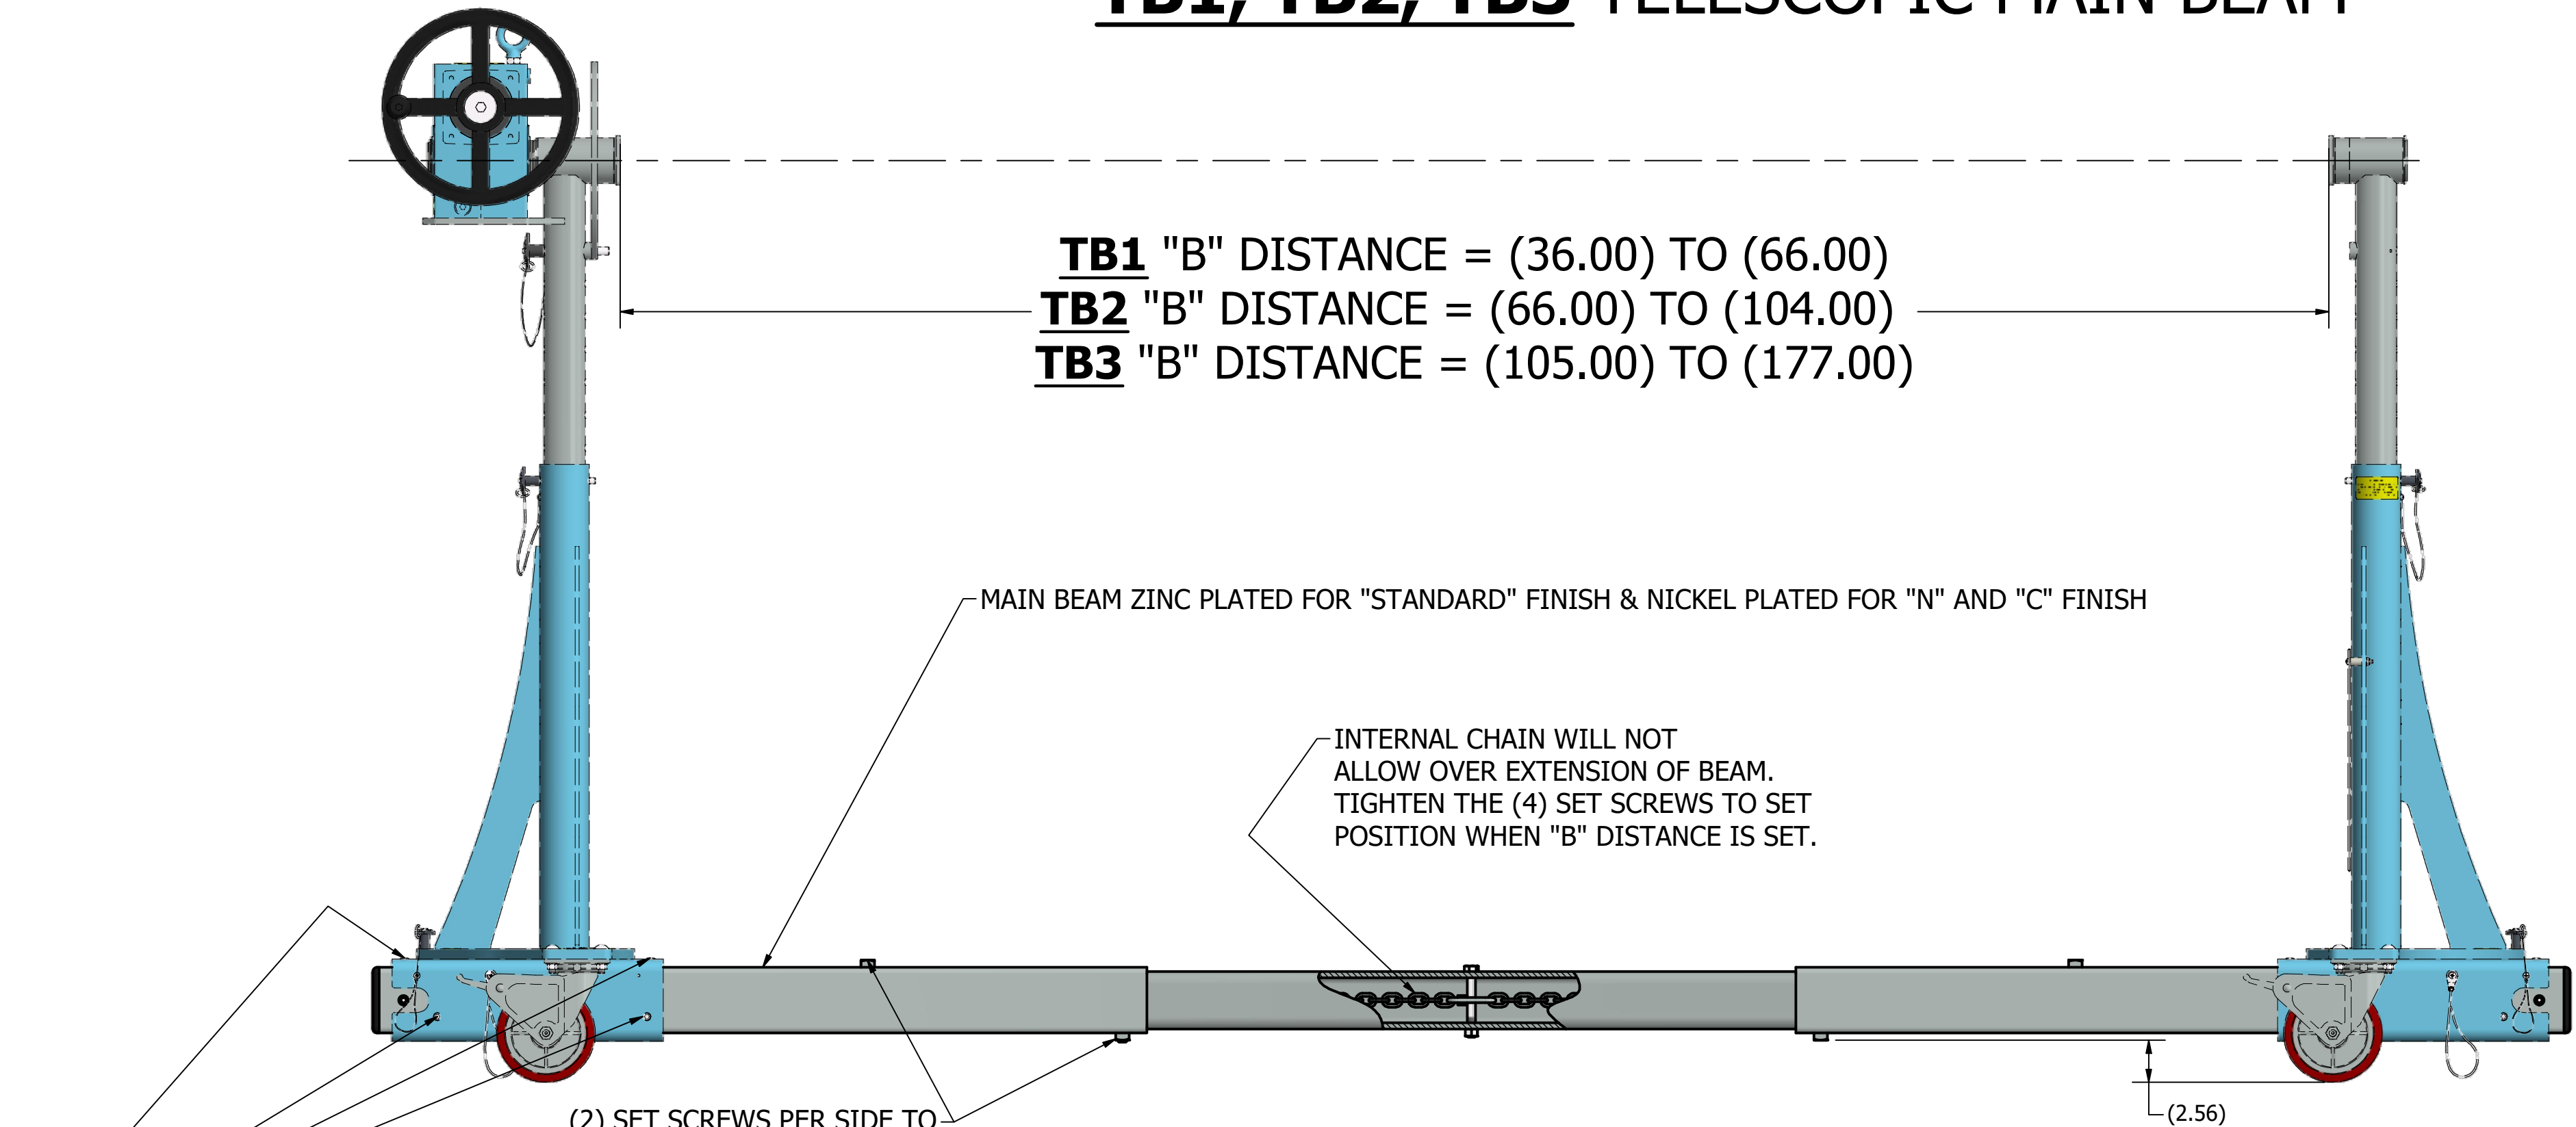 TB1, TB2, TB3 TELESCOPIC MAIN BEAM
TB1 "B" DISTANCE = (36.00) TO (66.00)
TB2 "B" DISTANCE = (66.00) TO (104.00)
TB3 "B" DISTANCE = (105.00) TO (177.00)
MAIN BEAM ZINC PLATED FOR "STANDARD" FINISH & NICKEL PLATED FOR "N" AND "C" FINISH
INTERNAL CHAIN WILL NOT
ALLOW OVER EXTENSION OF BEAM.
TIGHTEN THE (4) SET SCREWS TO SET
POSITION WHEN "B" DISTANCE IS SET.
(2) SET SCREWS PER SIDE TO
(2.56)